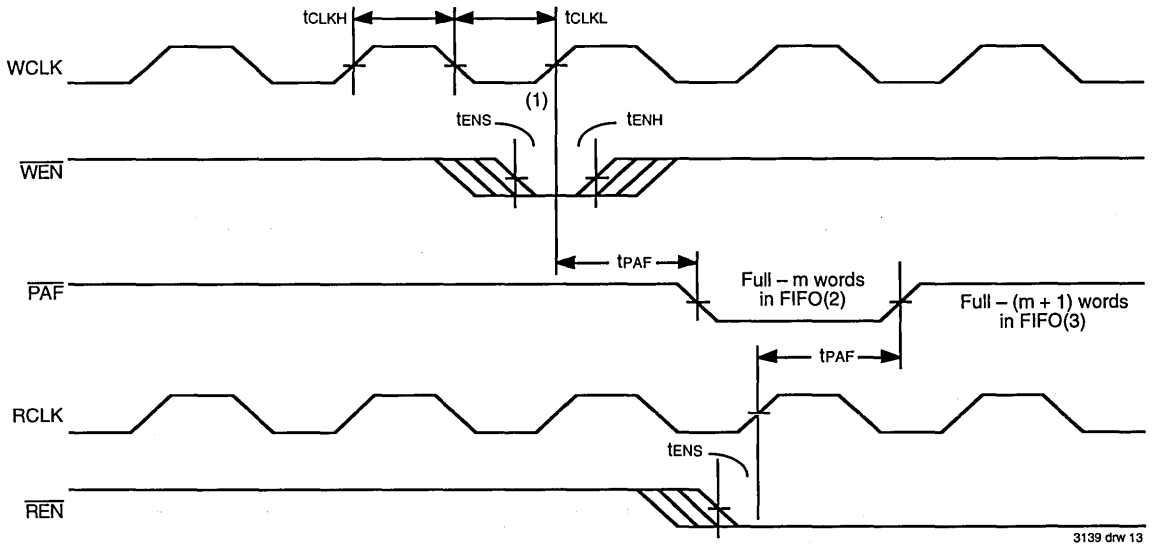 tCLKH
tCLKL
WCLK
(1)
tENS
tENH
WEN
tPAF
PAF
Full – m words
in FIFO(2)
Full – (m + 1) words
in FIFO(3)
tPAF
RCLK
tENS
REN
3139 drw 13